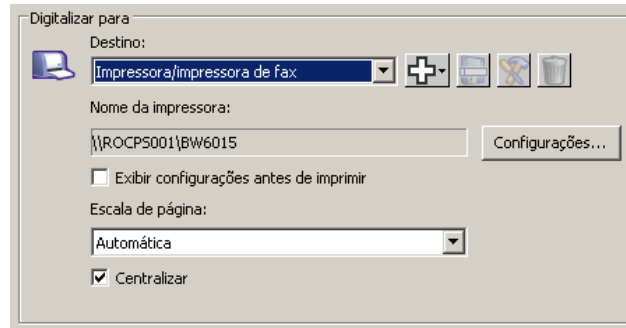 Digitalizar para
Destino:
Impressora/impressora de fax
Nome da impressora:
\\ROCPS001\BW6015
Configurações...
Exibir configurações antes de imprimir
Escala de página:
Automática
Centralizar